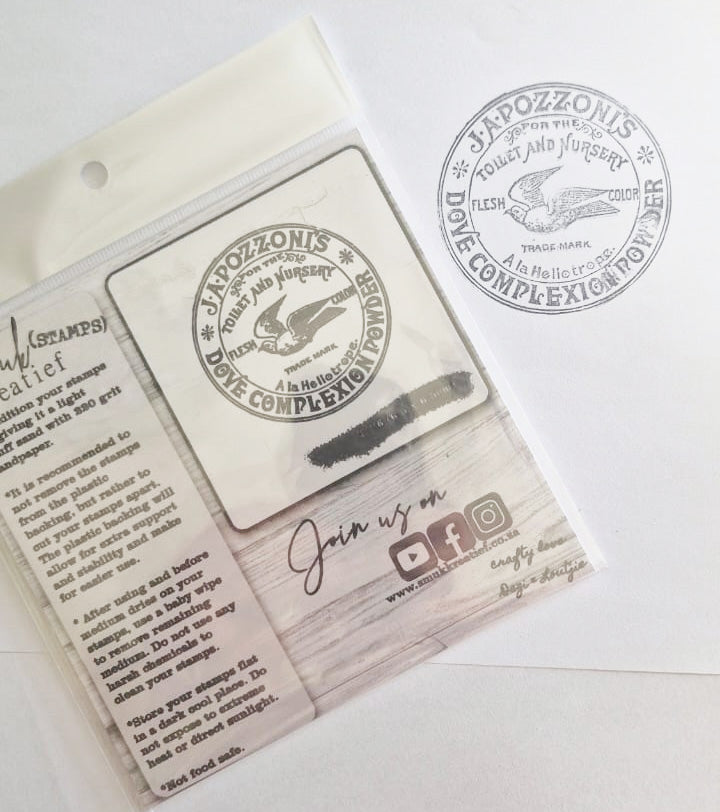 J.A.POZZONI'S
FOR THE
TOILET AND NURSERY
FLESH COLOR
TRADE MARK
A la Heliotrope.
DOVE COMPLEXION POWDER
J.A.POZZONI'S
FOR THE
TOILET AND NURSERY
FLESH COLOR
TRADE MARK
A la Heliotrope.
DOVE COMPLEXION POWDER
(STAMPS)
your stamps
giving it a light
sand with 220 grit
*It is recommended to
not remove the stamps
from the plastic
backing, but rather to
cut your stamps apart.
The plastic backing will
allow for extra support
and stability and make
for easier use.
* After using and before
medium dries on your
stamps, use a baby wipe
to remove remaining
medium. Do not use any
harsh chemicals to
clean your stamps.
*Store your stamps flat
in a dark cool place. Do
not expose to extreme
heat or direct sunlight.
*Not food safe.
Join us on
www.smukkreatief.co.za
crafty love